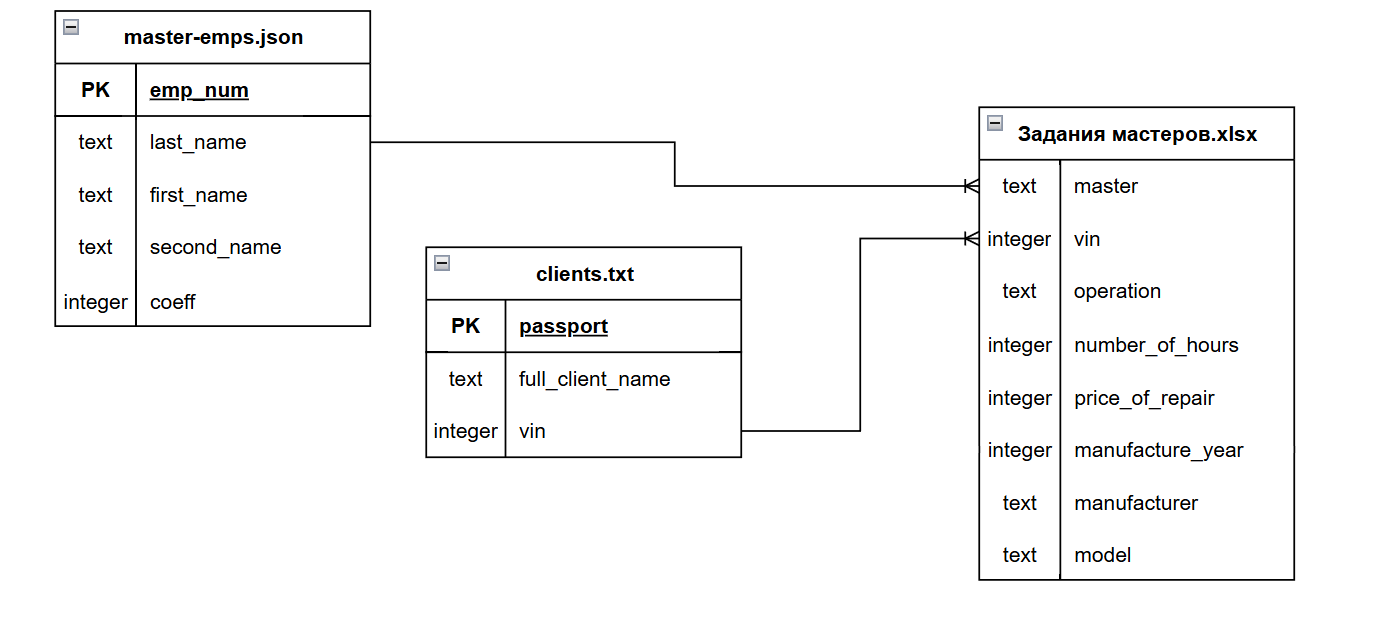 master-emps.json
PK emp_num
text last_name
text first_name
text second_name
integer coeff
clients.txt
PK passport
text full_client_name
integer vin
Задания мастеров.xlsx
text master
integer vin
text operation
integer number_of_hours
integer price_of_repair
integer manufacture_year
text manufacturer
text model